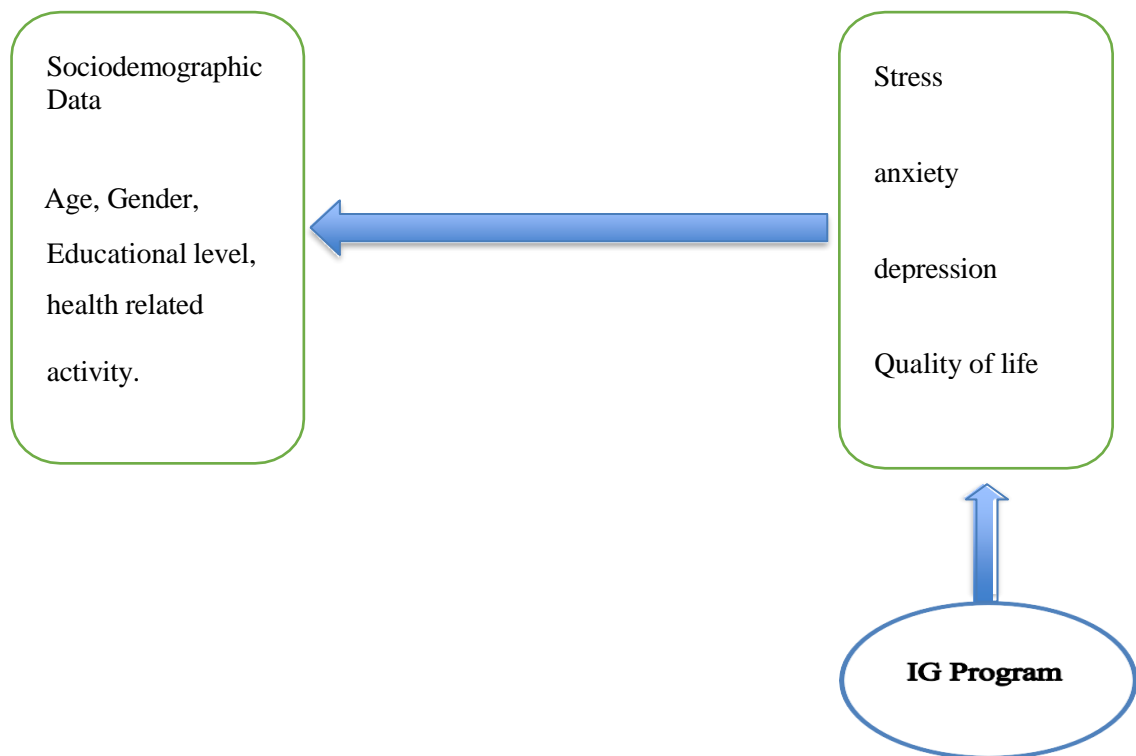 Sociodemographic
Data
Age, Gender,
Educational level,
health related
activity.
Stress
anxiety
depression
Quality of life
IG Program